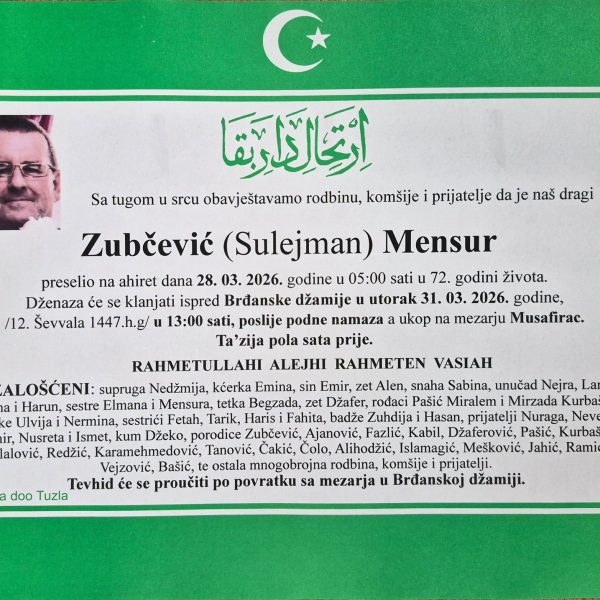 ارتحال دار بقا
Sa tugom u srcu obavještavamo rodbinu, komšije i prijatelje da je naš dragi
Zubčević (Sulejman) Mensur
preselio na ahiret dana 28. 03. 2026. godine u 05:00 sati u 72. godini života.
Dženaza će se klanjati ispred Brđanske džamije u utorak 31. 03. 2026. godine,
/12. Ševvala 1447.h.g/ u 13:00 sati, poslije podne namaza a ukop na mezarju Musafirac.
Ta’zija pola sata prije.
RAHMETULLAHI ALEJHI RAHMETEN VASIAH
ŽALOŠĆENI: supruga Nedžmija, kćerka Emina, sin Emir, zet Alen, snaha Sabina, unučad Nejra,
i Harun, sestre Elmana i Mensura, tetka Begzada, zet Džafer, rođaci Pašić Miralem i Mirzada
Ulvija i Nermina, sestrići Fetah, Tarik, Haris i Fahita, badže Zuhdija i Hasan, prijatelji Nuraga,
Nusreta i Ismet, kum Džeko, porodice Zubčević, Ajanović, Fazlić, Kabil, Džaferović, Pašić,
Redžić, Karamehmedović, Tanović, Čakić, Čolo, Alihodžić, Islamagić, Mešković, Jahić,
Vejzović, Bašić, te ostala mnogobrojna rodbina, komšije i prijatelji.
Tevhid će se proučiti po povratku sa mezarja u Brđanskoj džamiji.
a doo Tuzla